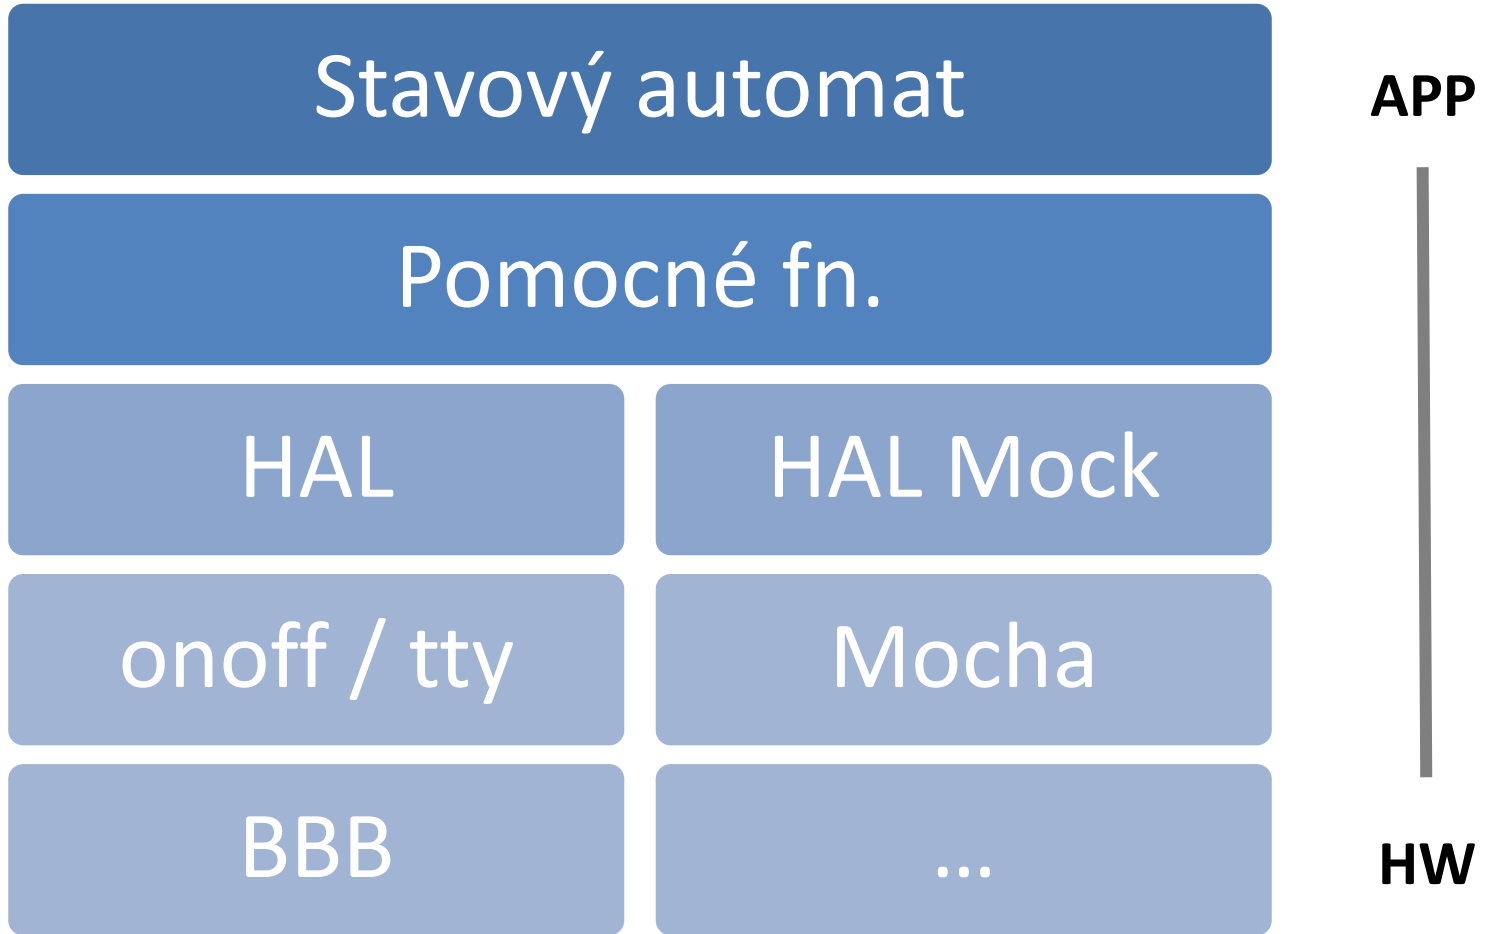 Stavový automat
APP
Pomocné fn.
HAL
HAL Mock
onoff / tty
Mocha
BBB
...
HW